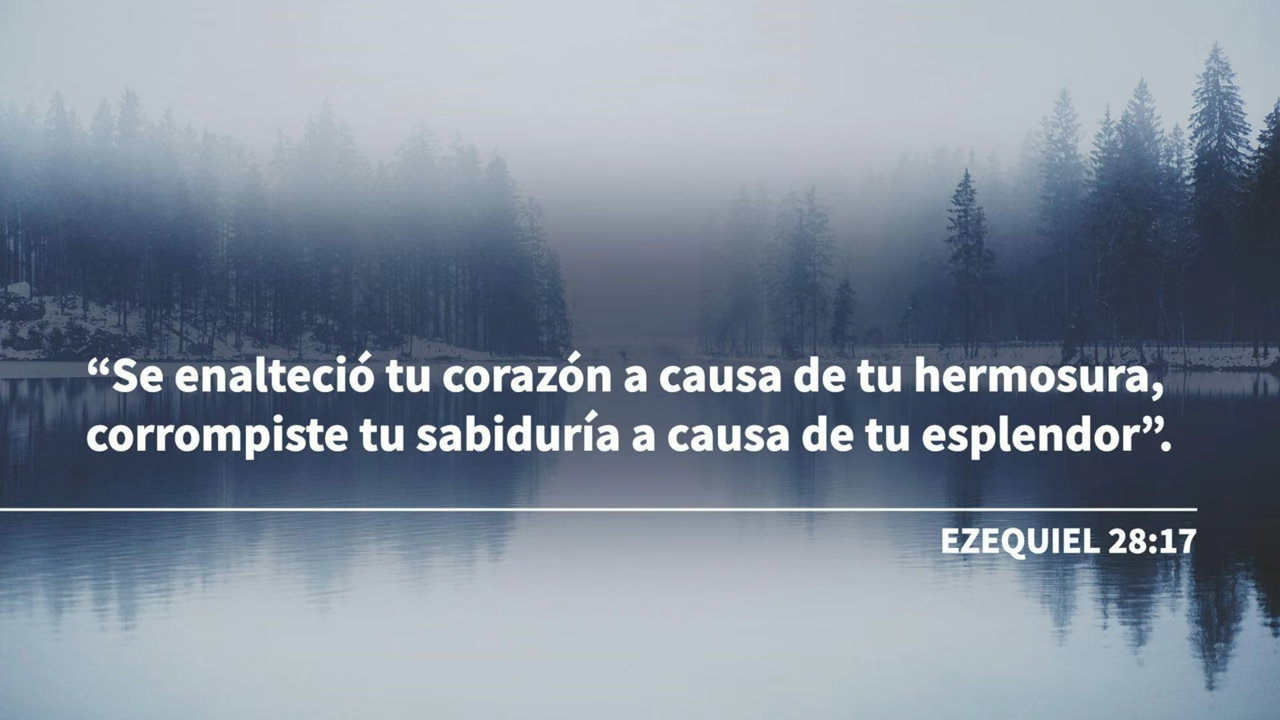 “Se enalteció tu corazón a causa de tu hermosura,
corrompiste tu sabiduría a causa de tu esplendor”.
EZEQUIEL 28:17